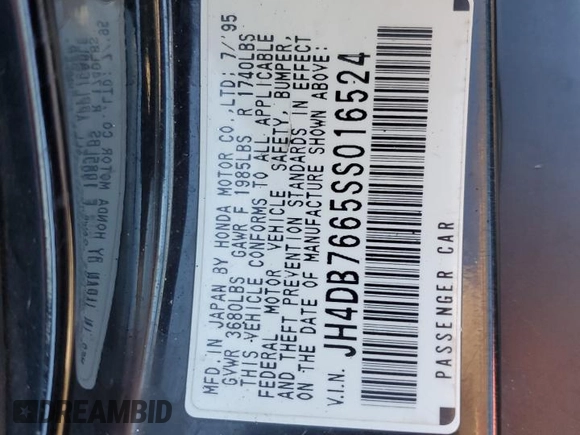 MFD. IN JAPAN BY HONDA MOTOR CO.,LTD; 7/'95
GVWR 3680LBS GAWR F 1985LBS R 1740LBS
THIS VEHICLE CONFORMS TO ALL APPLICABLE
FEDERAL MOTOR VEHICLE SAFETY, BUMPER,
AND THEFT PREVENTION STANDARDS IN EFFECT
ON THE DATE OF MANUFACTURE SHOWN ABOVE:
V.I.N. JH4DB7665SS016524
PASSENGER CAR
DREAMBID